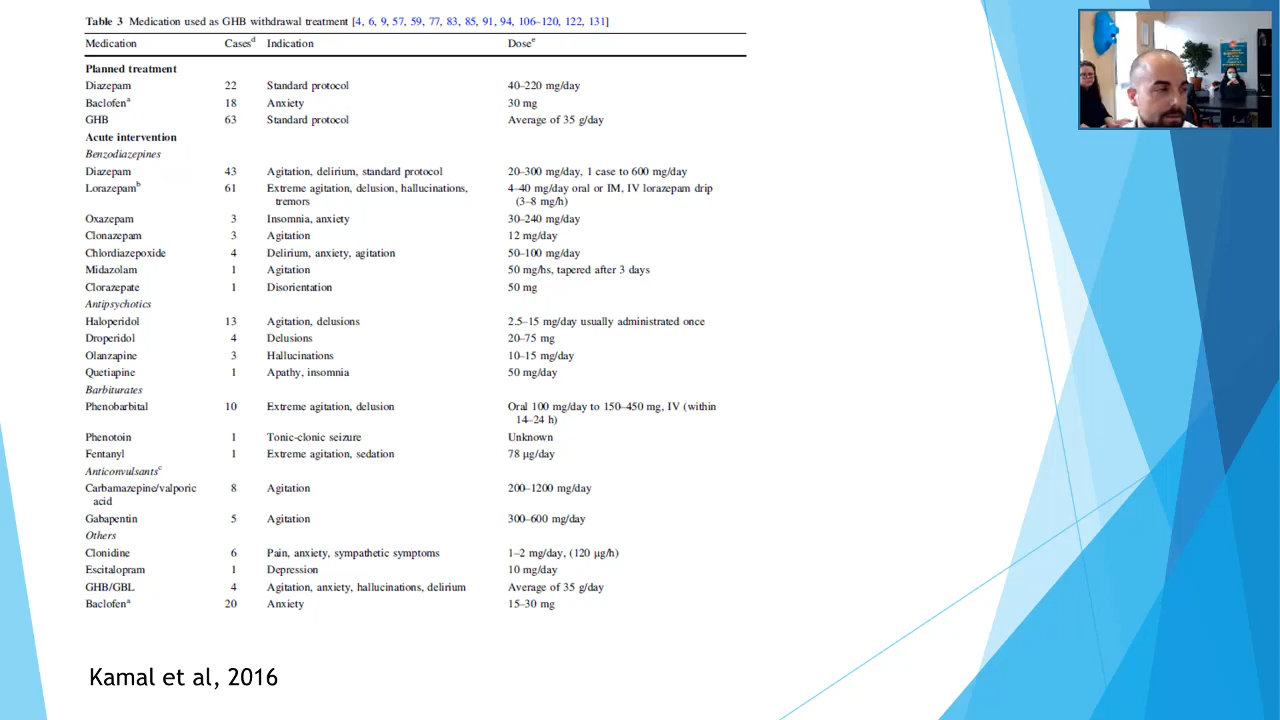 Table 3 Medication used as GHB withdrawal treatment [4, 6, 9, 57, 59, 77, 83, 85, 91, 94, 106–120, 122, 131]
Medication Cases^d Indication Dose^e
Planned treatment
Diazepam 22 Standard protocol 40–220 mg/day
Baclofen^a 18 Anxiety 30 mg
GHB 63 Standard protocol Average of 35 g/day
Acute intervention
Benzodiazepines
Diazepam 43 Agitation, delirium, standard protocol 20–300 mg/day, 1 case to 600 mg/day
Lorazepam^b 61 Extreme agitation, delusion, hallucinations, 4–40 mg/day oral or IM, IV lorazepam drip
tremors (3–8 mg/h)
Oxazepam 3 Insomnia, anxiety 30–240 mg/day
Clonazepam 3 Agitation 12 mg/day
Chlordiazepoxide 4 Delirium, anxiety, agitation 50–100 mg/day
Midazolam 1 Agitation 50 mg/hs, tapered after 3 days
Clorazepate 1 Disorientation 50 mg
Antipsychotics
Haloperidol 13 Agitation, delusions 2.5–15 mg/day usually administrated once
Droperidol 4 Delusions 20–75 mg
Olanzapine 3 Hallucinations 10–15 mg/day
Quetiapine 1 Apathy, insomnia 50 mg/day
Barbiturates
Phenobarbital 10 Extreme agitation, delusion Oral 100 mg/day to 150–450 mg, IV (within
14–24 h)
Phenotoin 1 Tonic-clonic seizure Unknown
Fentanyl 1 Extreme agitation, sedation 78 µg/day
Anticonvulsants^c
Carbamazepine/valporic 8 Agitation 200–1200 mg/day
acid
Gabapentin 5 Agitation 300–600 mg/day
Others
Clonidine 6 Pain, anxiety, sympathetic symptoms 1–2 mg/day, (120 µg/h)
Escitalopram 1 Depression 10 mg/day
GHB/GBL 4 Agitation, anxiety, hallucinations, delirium Average of 35 g/day
Baclofen^a 20 Anxiety 15–30 mg
Kamal et al, 2016